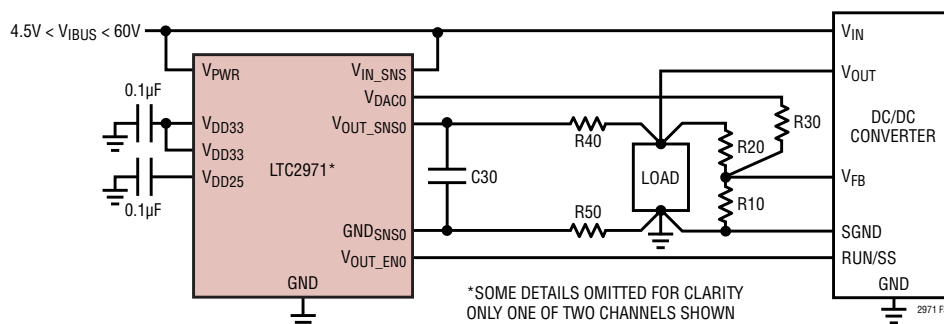 4.5V < VIBUS < 60V
VPWR
VIN_SNS
VDAC0
VOUT_SNS0
0.1µF
VDD33
VDD33
VDD25
0.1µF
LTC2971*
GNDSNS0
VOUT_EN0
GND
C30
R40
R50
LOAD
R20
R30
R10
VIN
VOUT
DC/DC
CONVERTER
VFB
SGND
RUN/SS
GND
*SOME DETAILS OMITTED FOR CLARITY
ONLY ONE OF TWO CHANNELS SHOWN
2971 F